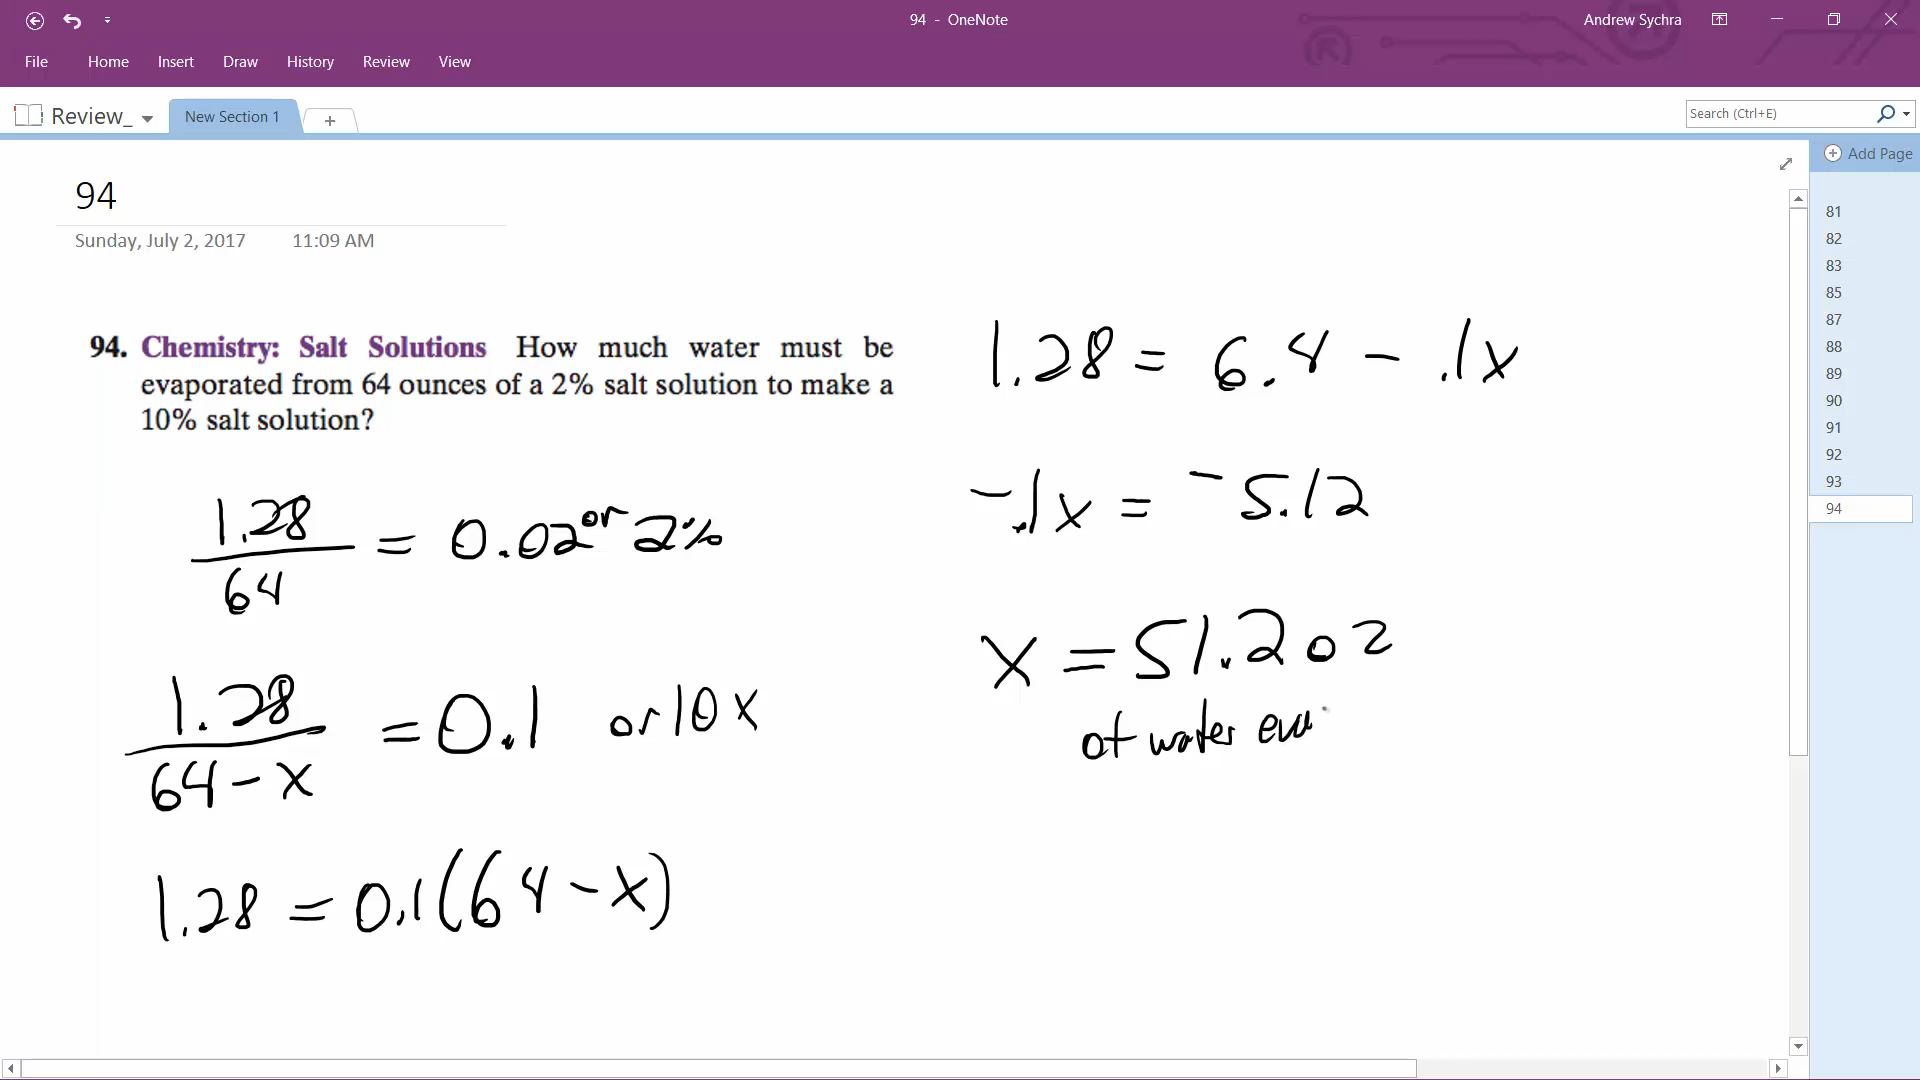 94 - OneNote
Andrew Sychra
File Home Insert Draw History Review View
Review_ New Section 1 +
Search (Ctrl+E)
Add Page
94
Sunday, July 2, 2017 11:09 AM
94. Chemistry: Salt Solutions How much water must be
evaporated from 64 ounces of a 2% salt solution to make a
10% salt solution?
1.28/64 = 0.02 or 2%
1.28/(64 - x) = 0.1 or 10 x
1.28 = 0.1(64 - x)
1.28 = 6.4 - .1x
-.1x = -5.12
x = 51.2 oz
of water eva
81
82
83
85
87
88
89
90
91
92
93
94